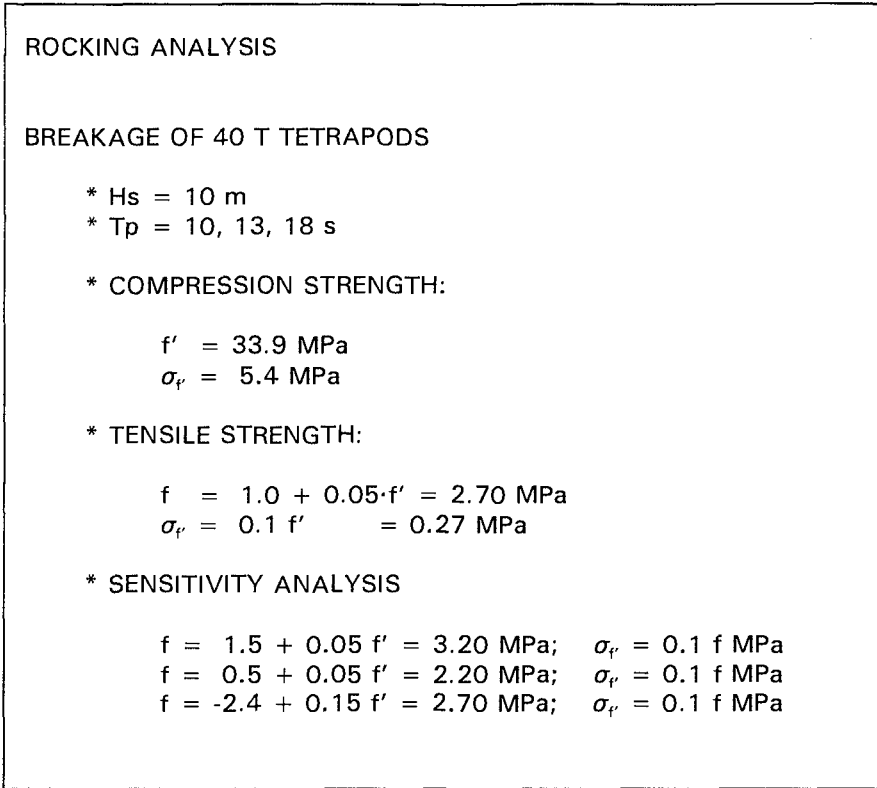 ROCKING ANALYSIS
BREAKAGE OF 40 T TETRAPODS
* Hs = 10 m
* Tp = 10, 13, 18 s
* COMPRESSION STRENGTH:
f' = 33.9 MPa
σf' = 5.4 MPa
* TENSILE STRENGTH:
f = 1.0 + 0.05·f' = 2.70 MPa
σf' = 0.1 f' = 0.27 MPa
* SENSITIVITY ANALYSIS
f = 1.5 + 0.05 f' = 3.20 MPa; σf' = 0.1 f MPa
f = 0.5 + 0.05 f' = 2.20 MPa; σf' = 0.1 f MPa
f = -2.4 + 0.15 f' = 2.70 MPa; σf' = 0.1 f MPa